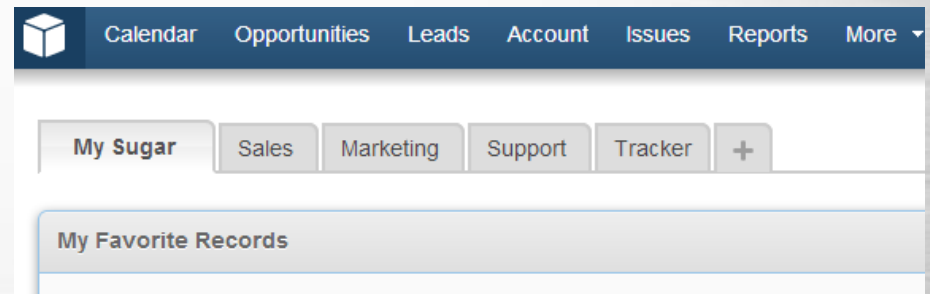 Calendar Opportunities Leads Account Issues Reports More
My Sugar Sales Marketing Support Tracker +
My Favorite Records